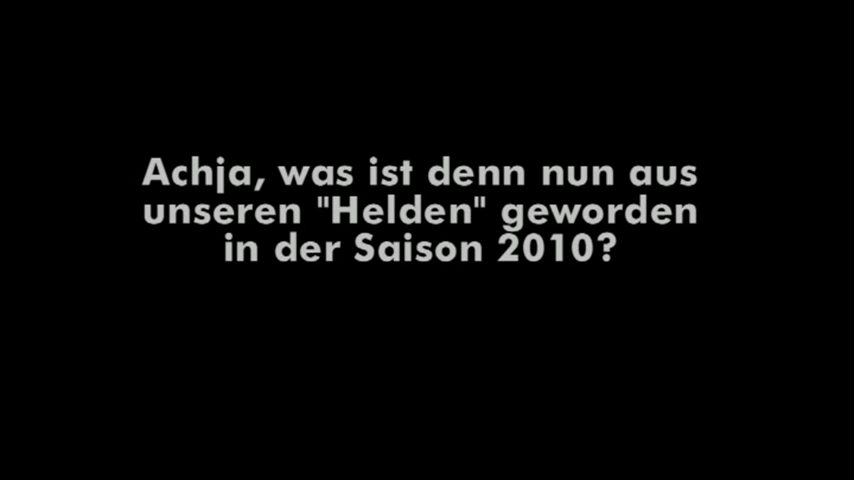 Achja, was ist denn nun aus
unseren "Helden" geworden
in der Saison 2010?